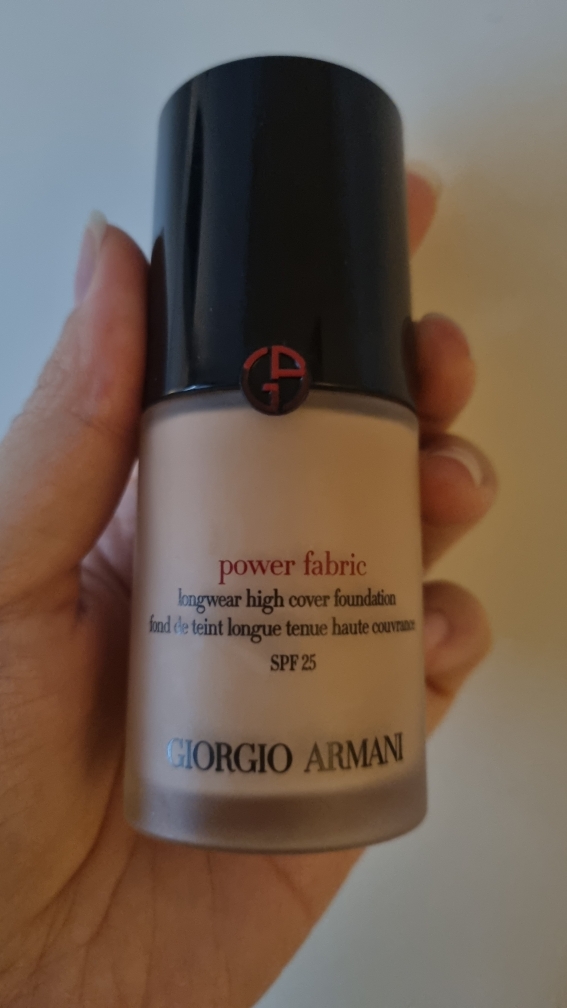 power fabric
longwear high cover foundation
fond de teint longue tenue haute couvrance
SPF 25
GIORGIO ARMANI